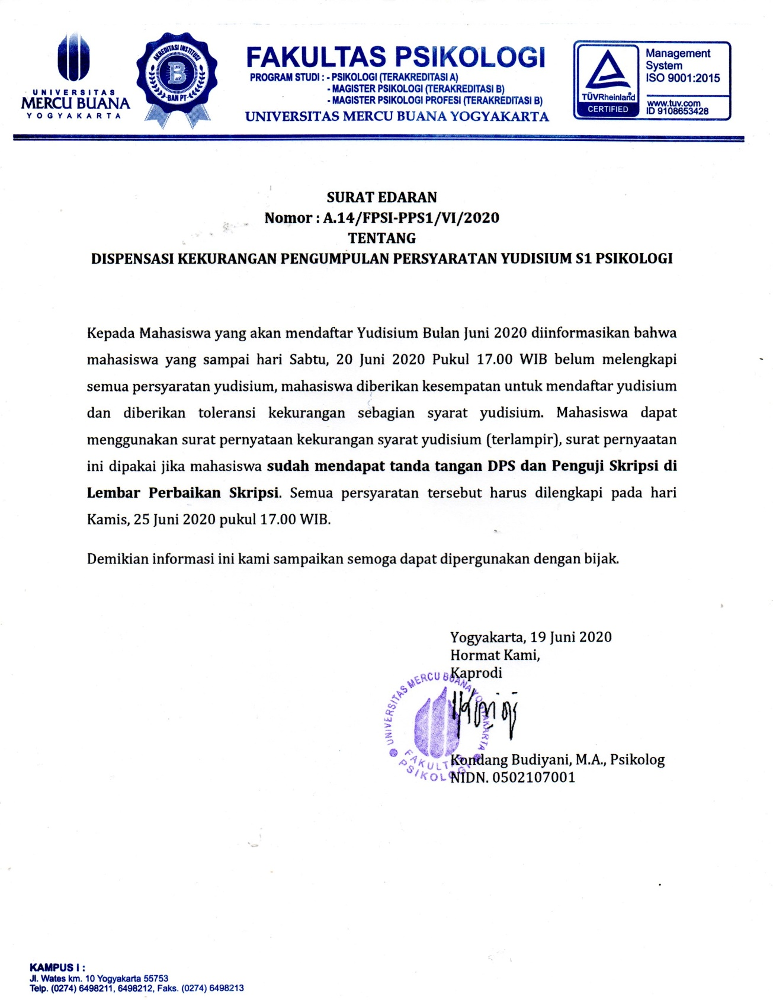 UNIVERSITAS
MERCU BUANA
YOGYAKARTA
AKREDITASI INSTITUSI
B
BAN PT
FAKULTAS PSIKOLOGI
PROGRAM STUDI : - PSIKOLOGI (TERAKREDITASI A)
- MAGISTER PSIKOLOGI (TERAKREDITASI B)
- MAGISTER PSIKOLOGI PROFESI (TERAKREDITASI B)
UNIVERSITAS MERCU BUANA YOGYAKARTA
TÜVRheinland
CERTIFIED
Management
System
ISO 9001:2015
www.tuv.com
ID 9108653428
SURAT EDARAN
Nomor : A.14/FPSI-PPS1/VI/2020
TENTANG
DISPENSASI KEKURANGAN PENGUMPULAN PERSYARATAN YUDISIUM S1 PSIKOLOGI
Kepada Mahasiswa yang akan mendaftar Yudisium Bulan Juni 2020 diinformasikan bahwa
mahasiswa yang sampai hari Sabtu, 20 Juni 2020 Pukul 17.00 WIB belum melengkapi
semua persyaratan yudisium, mahasiswa diberikan kesempatan untuk mendaftar yudisium
dan diberikan toleransi kekurangan sebagian syarat yudisium. Mahasiswa dapat
menggunakan surat pernyataan kekurangan syarat yudisium (terlampir), surat pernyaatan
ini dipakai jika mahasiswa sudah mendapat tanda tangan DPS dan Penguji Skripsi di
Lembar Perbaikan Skripsi. Semua persyaratan tersebut harus dilengkapi pada hari
Kamis, 25 Juni 2020 pukul 17.00 WIB.
Demikian informasi ini kami sampaikan semoga dapat dipergunakan dengan bijak.
Yogyakarta, 19 Juni 2020
Hormat Kami,
Kaprodi
UNIVERSITAS MERCU BUANA YOGYAKARTA
FAKULTAS
PSIKOLOGI
Kondang Budiyani, M.A., Psikolog
NIDN. 0502107001
KAMPUS I :
Jl. Wates km. 10 Yogyakarta 55753
Telp. (0274) 6498211, 6498212, Faks. (0274) 6498213